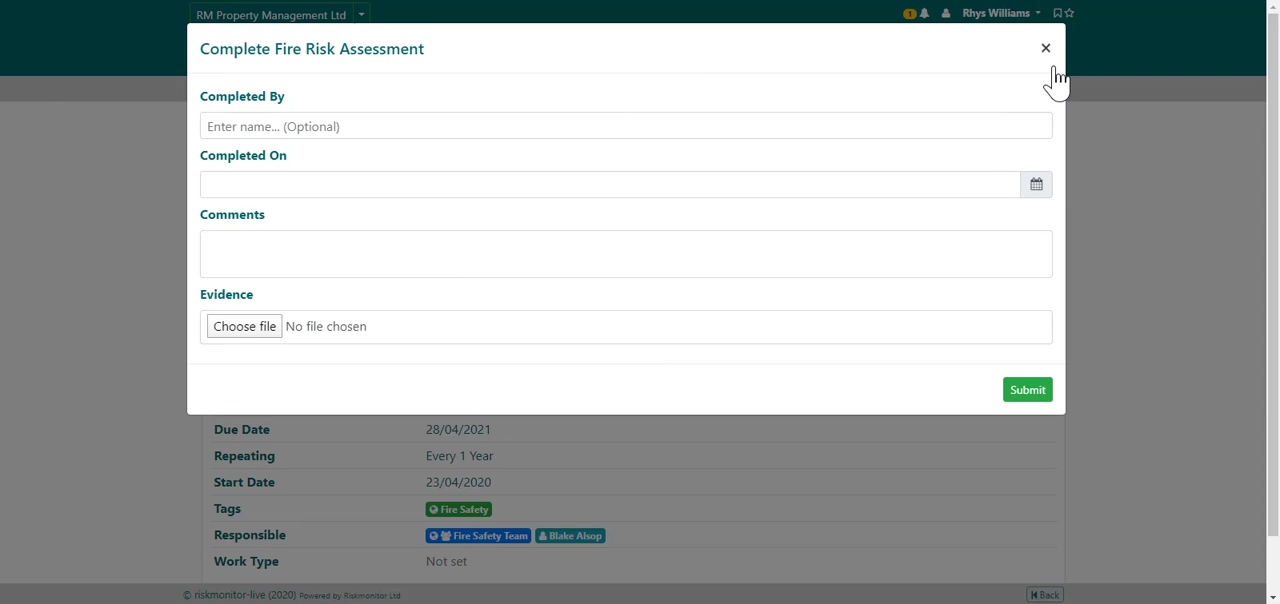 RM Property Management Ltd
1 Rhys Williams
Complete Fire Risk Assessment
×
Completed By
Enter name... (Optional)
Completed On
Comments
Evidence
Choose file No file chosen
Submit
Due Date 28/04/2021
Repeating Every 1 Year
Start Date 23/04/2020
Tags Fire Safety
Responsible Fire Safety Team Blake Alsop
Work Type Not set
© riskmonitor-live (2020) Powered by Riskmonitor Ltd
Back